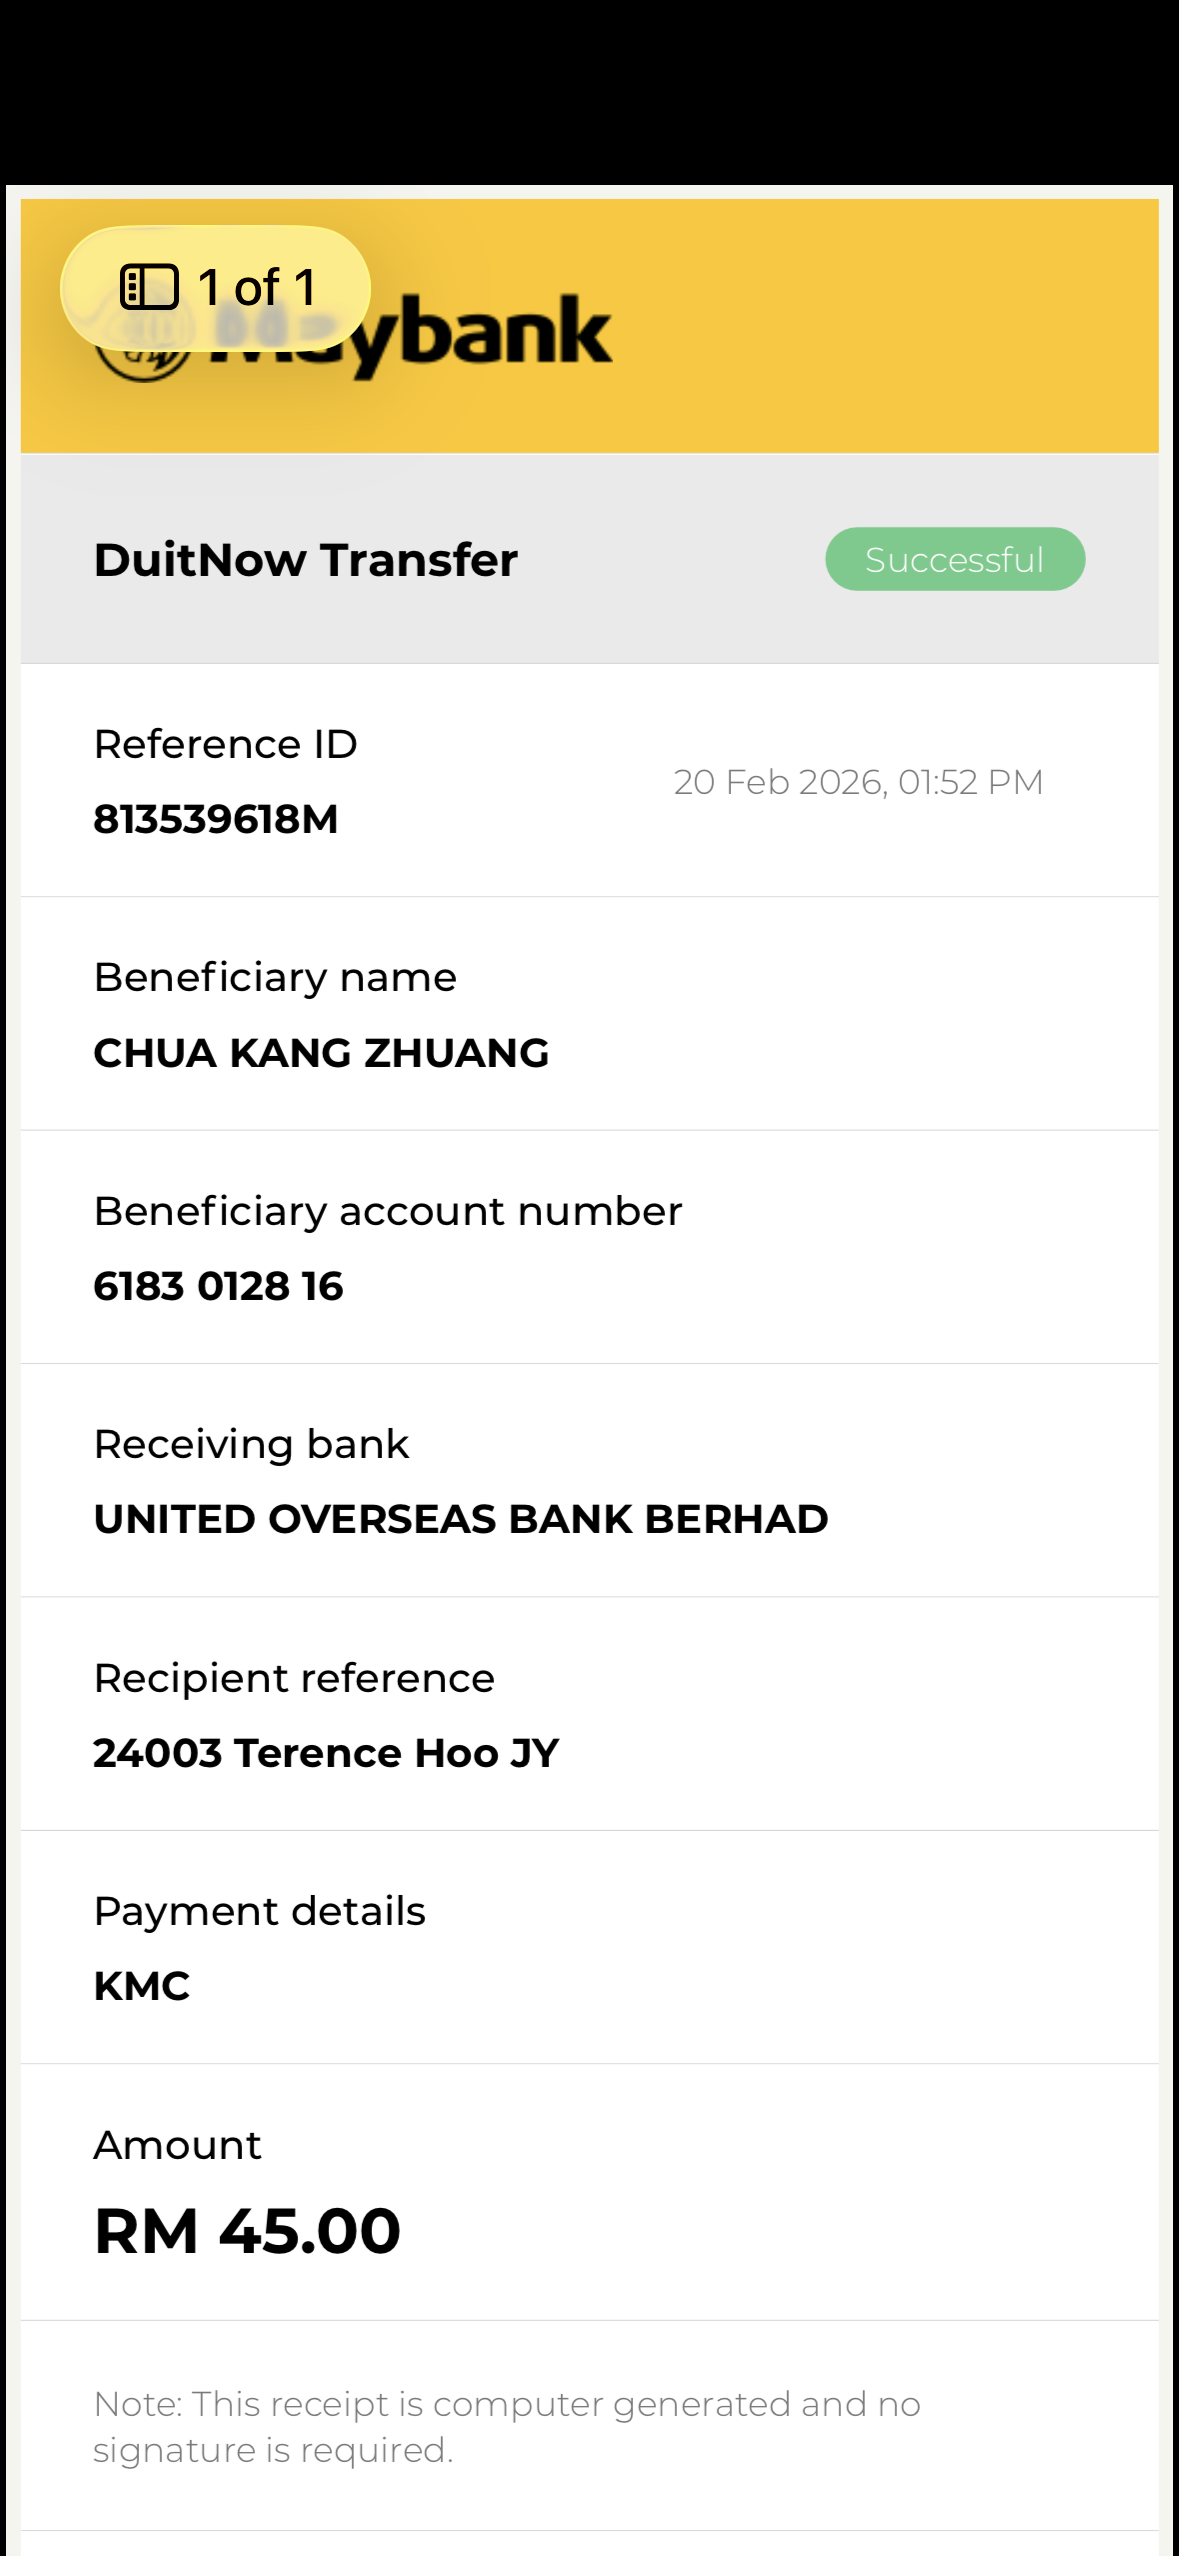 1 of 1
Maybank
DuitNow Transfer
Successful
Reference ID
20 Feb 2026, 01:52 PM
813539618M
Beneficiary name
CHUA KANG ZHUANG
Beneficiary account number
6183 0128 16
Receiving bank
UNITED OVERSEAS BANK BERHAD
Recipient reference
24003 Terence Hoo JY
Payment details
KMC
Amount
RM 45.00
Note: This receipt is computer generated and no
signature is required.